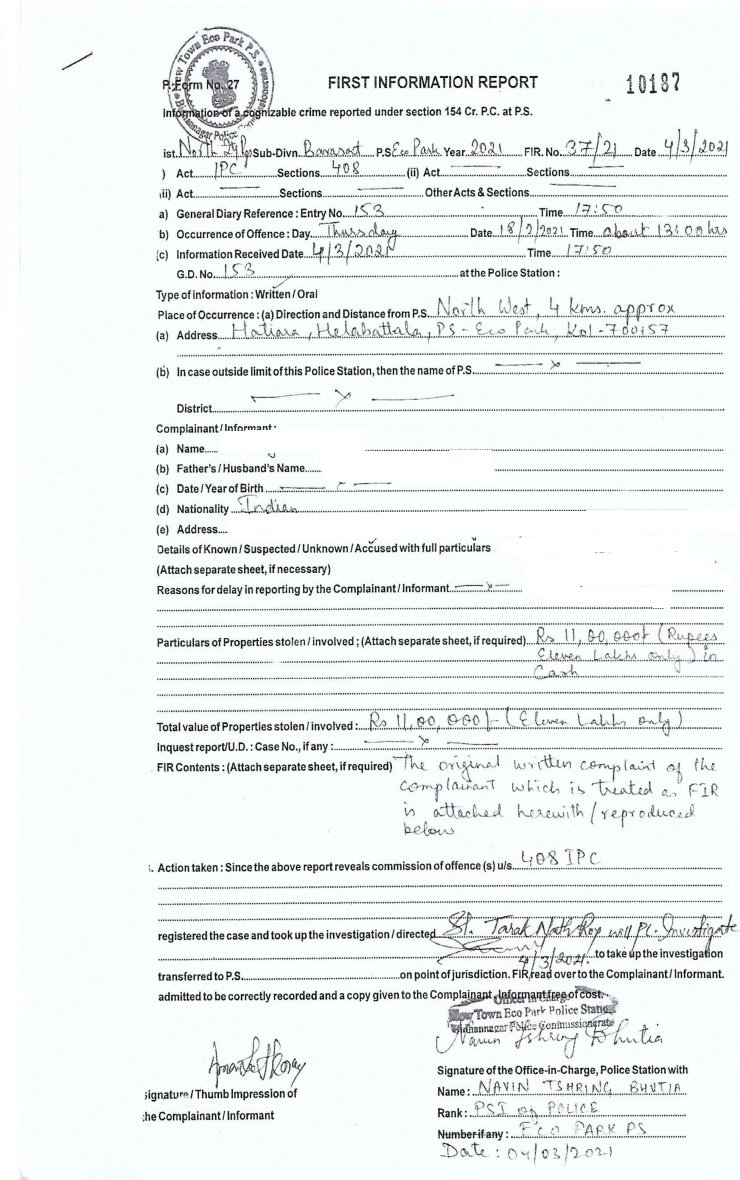 New Town Eco Park P.S.
Bidhannagar Police Commissionerate
P. Form No. 27
FIRST INFORMATION REPORT
10187
Information of a cognizable crime reported under section 154 Cr. P.C. at P.S.
ist. North Sub-Divn. Barasat P.S Eco Park Year 2021 FIR. No. 37/21 Date 4/3/2021
) Act IPC Sections 408 (ii) Act Sections
ii) Act Sections Other Acts & Sections
a) General Diary Reference : Entry No. 153 Time 17:50
b) Occurrence of Offence : Day Thursday Date 18/2/2021 Time about 13:00 hrs
(c) Information Received Date 4/3/2021 Time 17:50
G.D. No. 153 at the Police Station :
Type of information : Written / Oral
Place of Occurrence : (a) Direction and Distance from P.S. North West, 4 kms. approx
(a) Address Hatiara, Helabattala, PS - Eco Park, Kol-700157
(b) In case outside limit of this Police Station, then the name of P.S. x
District x
Complainant / Informant :
(a) Name
(b) Father's / Husband's Name
(c) Date / Year of Birth
(d) Nationality Indian
(e) Address
Details of Known / Suspected / Unknown / Accused with full particulars
(Attach separate sheet, if necessary)
Reasons for delay in reporting by the Complainant / Informant x
Particulars of Properties stolen / involved ; (Attach separate sheet, if required) Rs 11,00,000/- (Rupees
Eleven Lakhs only) in
Cash
Total value of Properties stolen / involved : Rs 11,00,000/- (Eleven Lakhs only)
Inquest report/U.D. : Case No., if any : x
FIR Contents : (Attach separate sheet, if required) The original written complaint of the
complainant which is treated as FIR
is attached herewith/reproduced
below
. Action taken : Since the above report reveals commission of offence (s) u/s. 408 IPC
registered the case and took up the investigation / directed SI. Tarak Nath Roy will Pl. Investigate
4/3/2021. to take up the investigation
transferred to P.S. on point of jurisdiction. FIR read over to the Complainant / Informant.
admitted to be correctly recorded and a copy given to the Complainant Informant free of cost.
Officer in Charge
New Town Eco Park Police Station
Bidhannagar Police Commissionerate
Navin Tshring Bhutia
Signature of the Office-in-Charge, Police Station with
Signature / Thumb Impression of
Name : NAVIN TSHRING BHUTIA
Rank : PSI of POLICE
the Complainant / Informant
Number if any : ECO PARK PS
Date : 04/03/2021